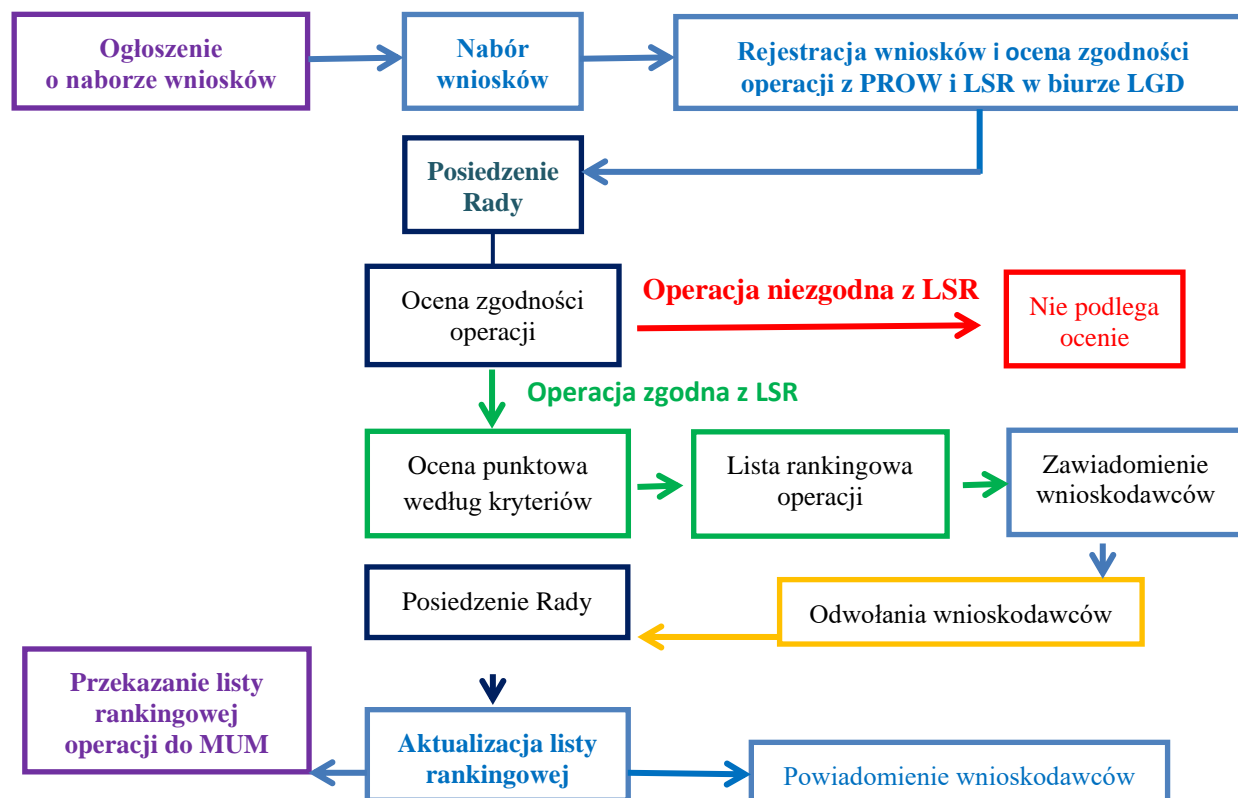 Ogłoszenie
o naborze wniosków
Nabór
wniosków
Rejestracja wniosków i ocena zgodności
operacji z PROW i LSR w biurze LGD
Posiedzenie
Rady
Ocena zgodności
operacji
Operacja niezgodna z LSR
Nie podlega
ocenie
Operacja zgodna z LSR
Ocena punktowa
według kryteriów
Lista rankingowa
operacji
Zawiadomienie
wnioskodawców
Posiedzenie Rady
Odwołania wnioskodawców
Przekazanie listy
rankingowej
operacji do MUM
Aktualizacja listy
rankingowej
Powiadomienie wnioskodawców